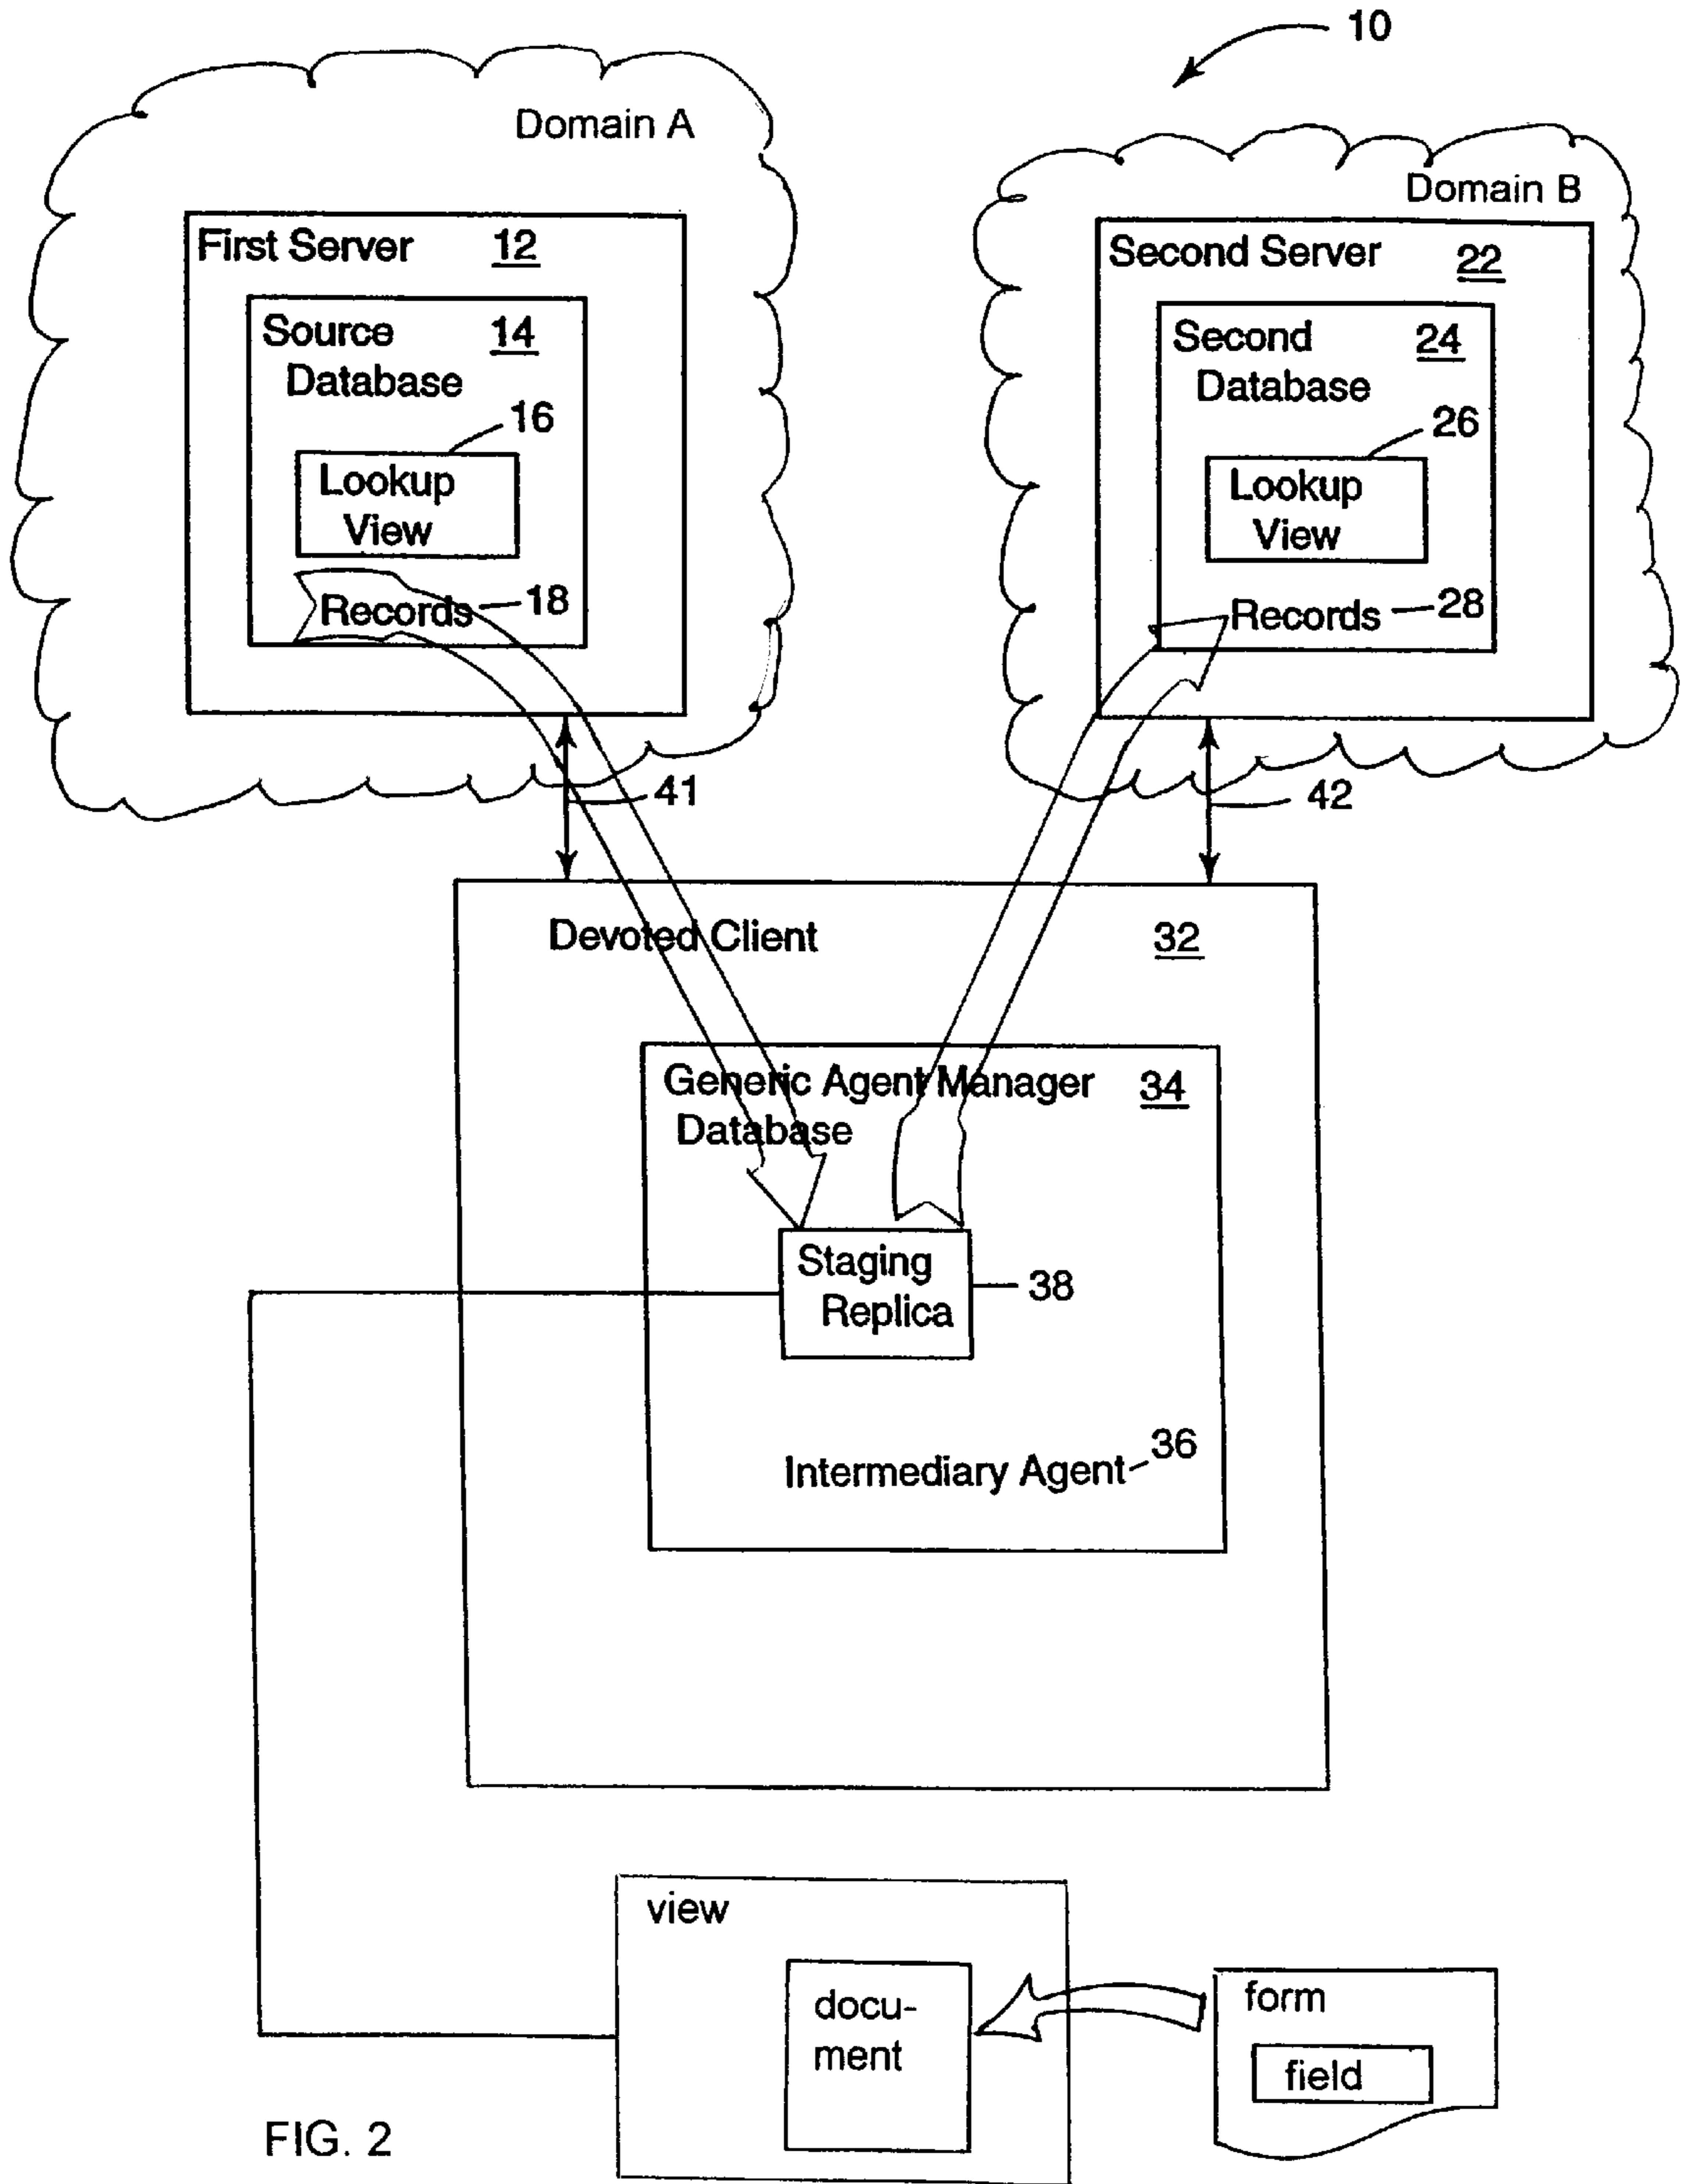 10
Domain A
Domain B
First Server 12
Source 14
Database
16
Lookup
View
Records 18
Second Server 22
Second 24
Database
26
Lookup
View
Records 28
41
42
Devoted Client 32
Generic Agent Manager 34
Database
Staging
Replica
38
Intermediary Agent 36
view
docu-
ment
form
field
FIG. 2